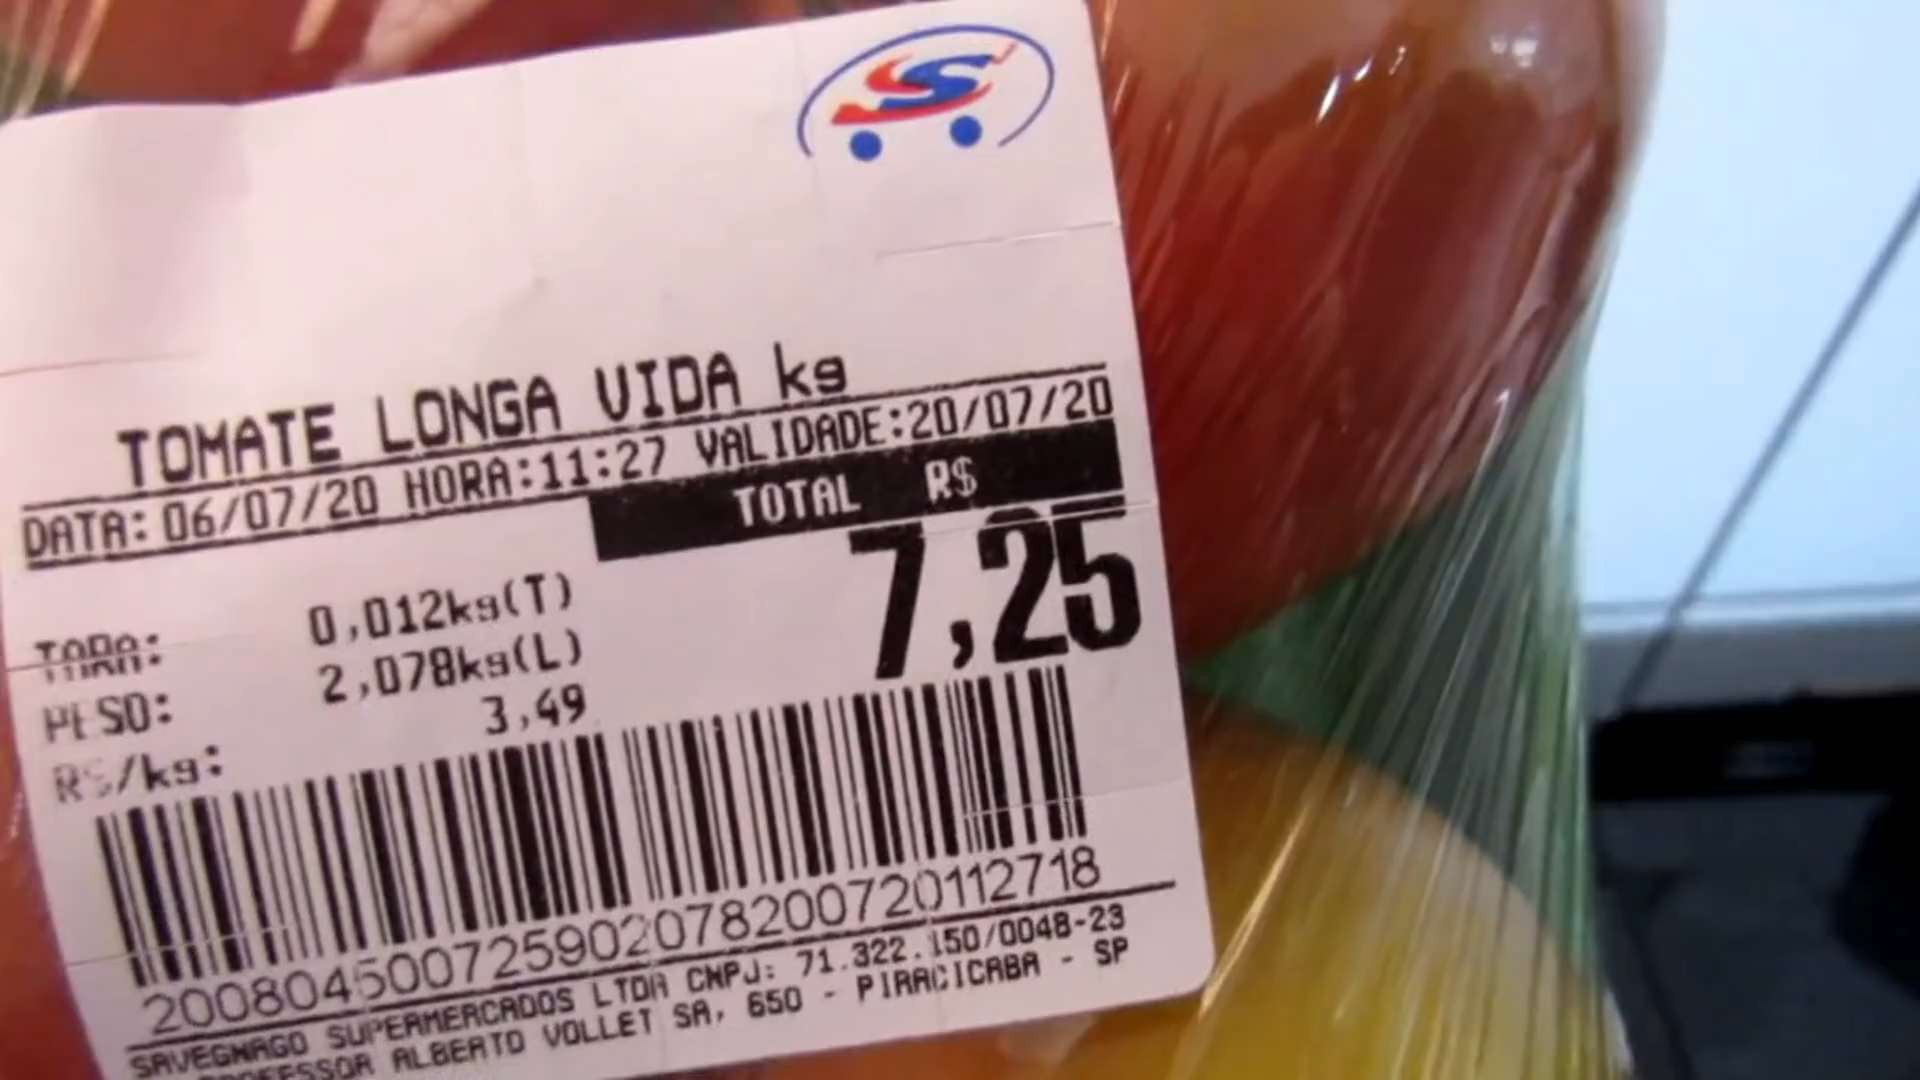 TOMATE LONGA VIDA kg
DATA: 06/07/20 HORA:11:27 VALIDADE:20/07/20
TOTAL R$
7,25
TARA: 0,012kg(T)
PESO: 2,078kg(L)
R$/kg: 3,49
20080450072590207820072011271​8
SAVEGNAGO SUPERMERCADOS LTDA CNPJ: 71.322.150/0048-23
PROFESSOR ALBERTO VOLLET SA, 650 - PIRACICABA - SP